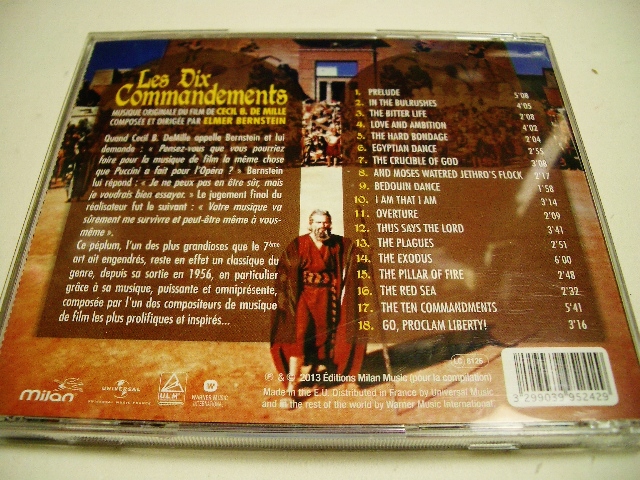 Les Dix
Commandements
MUSIQUE ORIGINALE DU FILM DE CECIL B. DE MILLE
COMPOSÉE ET DIRIGÉE PAR ELMER BERNSTEIN
Quand Cecil B. DeMille appelle Bernstein et lui
demande : « Pensez-vous que vous pourriez
faire pour la musique de film la même chose
que Puccini a fait pour l'Opéra ? » Bernstein
lui répond : « Je ne peux pas en être sûr, mais
je voudrais bien essayer. » Le jugement final du
réalisateur fut le suivant : « Votre musique va
sûrement me survivre et peut-être même à vous-
même ».
Ce péplum, l'un des plus grandioses que le 7ème
art ait engendrés, reste en effet un classique du
genre, depuis sa sortie en 1956, en particulier
grâce à sa musique, puissante et omniprésente,
composée par l'un des compositeurs de musique
de film les plus prolifiques et inspirés...
1. PRELUDE 5'08
2. IN THE BULRUSHES 4'05
3. THE BITTER LIFE 2'08
4. LOVE AND AMBITION 4'02
5. THE HARD BONDAGE 2'04
6. EGYPTIAN DANCE 2'55
7. THE CRUCIBLE OF GOD 3'08
8. AND MOSES WATERED JETHRO'S FLOCK 2'17
9. BEDOUIN DANCE 1'58
10. I AM THAT I AM 3'14
11. OVERTURE 2'09
12. THUS SAYS THE LORD 3'41
13. THE PLAGUES 2'51
14. THE EXODUS 6'00
15. THE PILLAR OF FIRE 2'48
16. THE RED SEA 2'32
17. THE TEN COMMANDMENTS 5'41
18. GO, PROCLAM LIBERTY! 3'16
LC 8126
℗ & © 2013 Éditions Milan Music (pour la compilation)
Made in the E.U. Distributed in France by Universal Music
and in the rest of the world by Warner Music International.
milan
UNIVERSAL
WARNER MUSIC
INTERNATIONAL
3 299039 952429